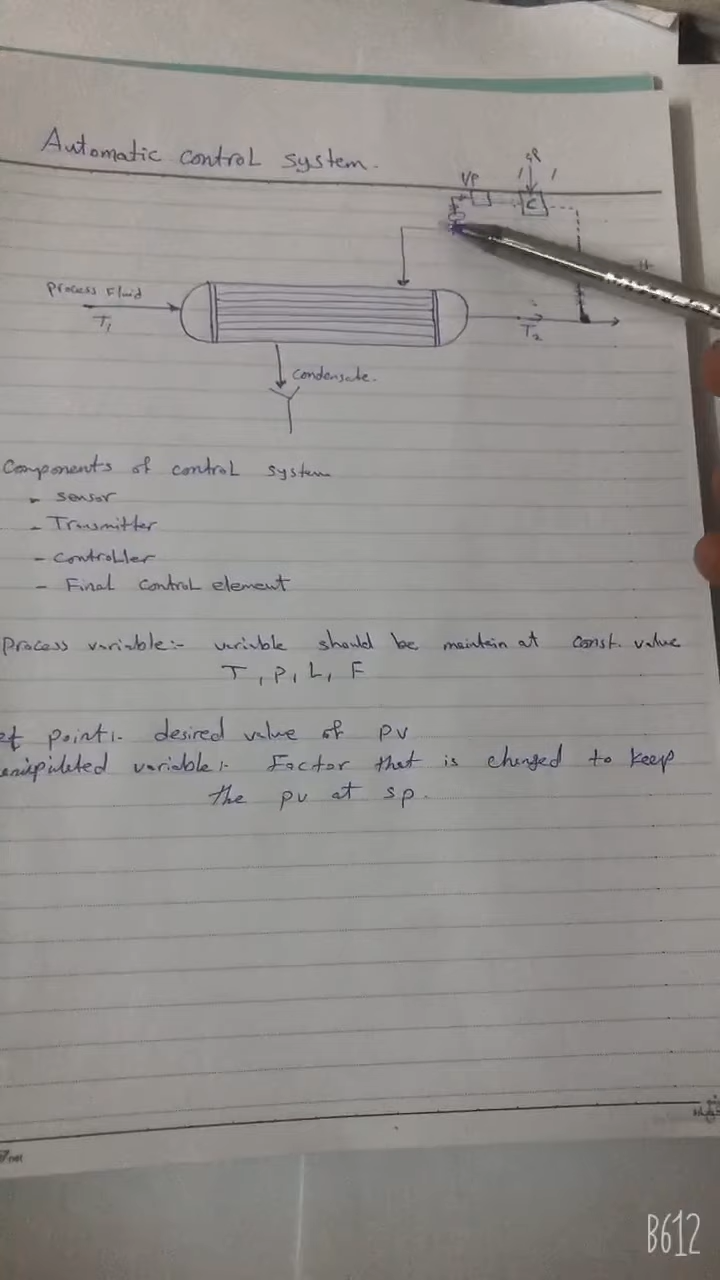 Automatic control system.
SP
VP
C
Process Fluid
T1
T2
Condensate.
Components of control system
- Sensor
- Transmitter
- Controller
- Final control element
Process variable:- variable should be maintain at const. value
T, P, L, F
et point:- desired value of PV
anipulated variable:- Factor that is changed to keep
the pv at sp.
B612